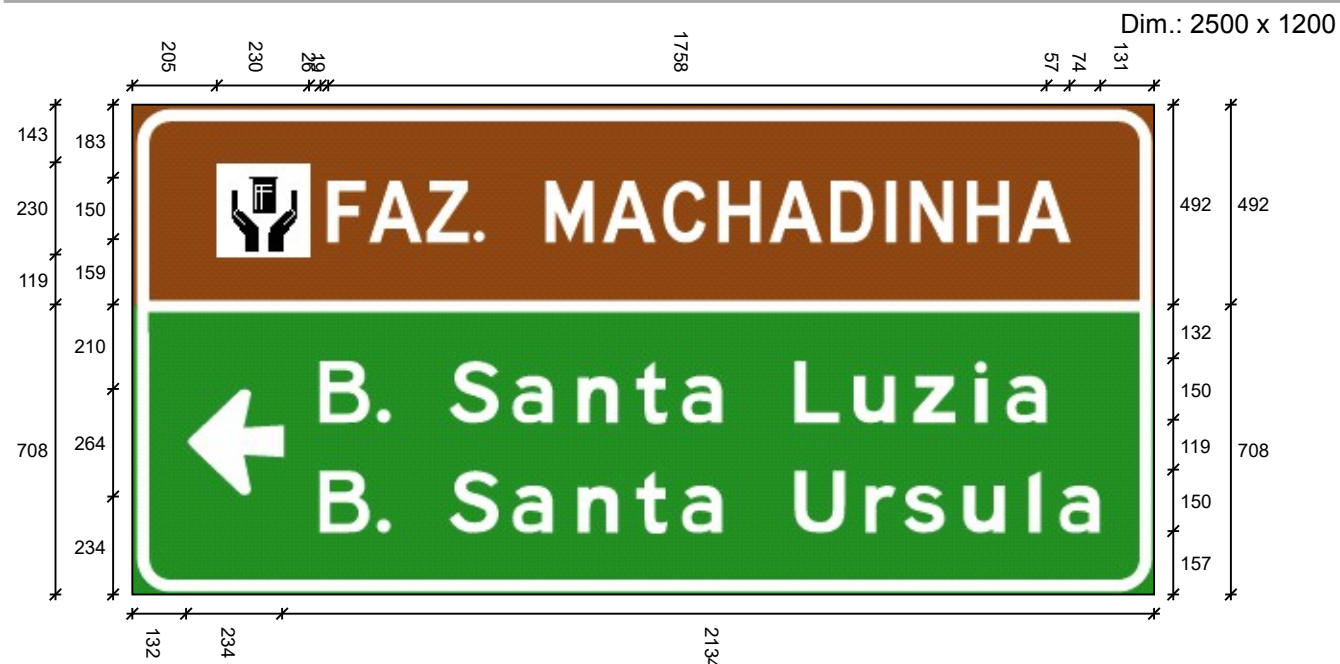 Dim.: 2500 x 1200
205 230 26 19 1758 57 74 131
143 183
230 150 FAZ. MACHADINHA 492 492
119 159
210 132
B. Santa Luzia 150
708 264 119 708
B. Santa Ursula 150
234 157
132 234 2134